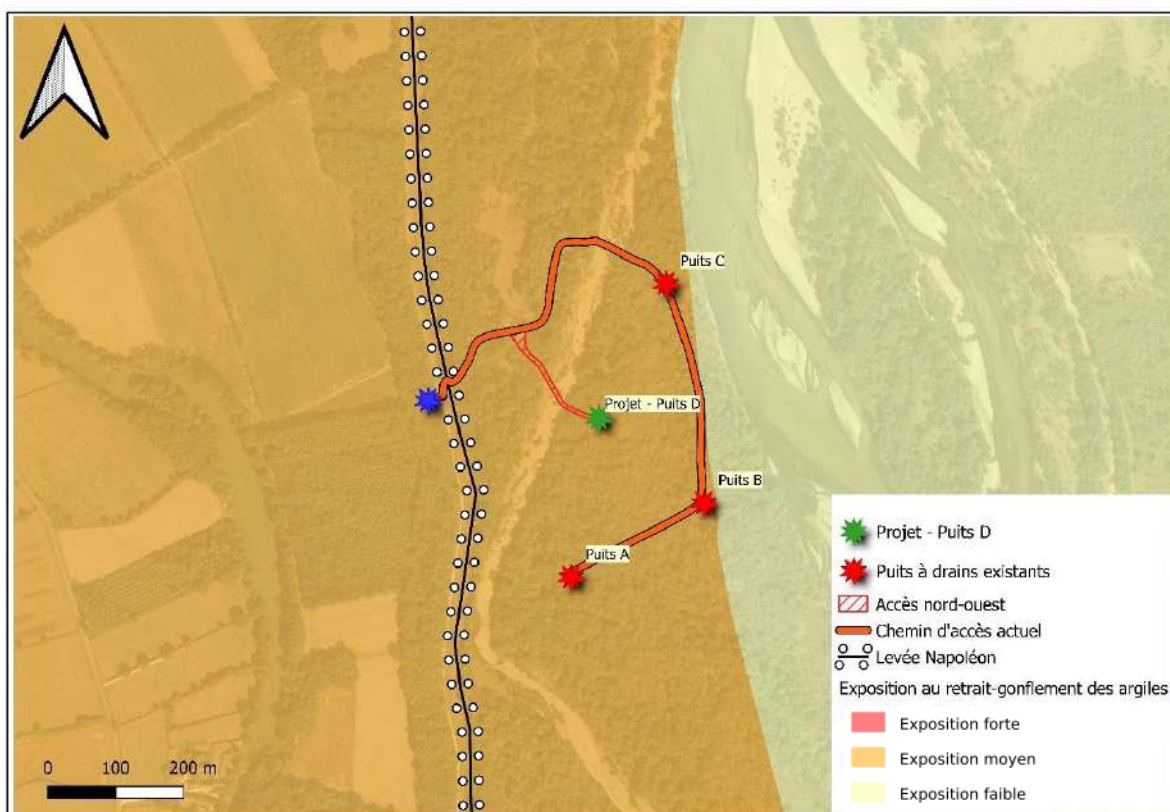 Puits C
Projet - Puits D
Puits B
Puits A
0 100 200 m
Projet - Puits D
Puits à drains existants
Accès nord-ouest
Chemin d'accès actuel
Levée Napoléon
Exposition au retrait-gonflement des argiles
Exposition forte
Exposition moyen
Exposition faible